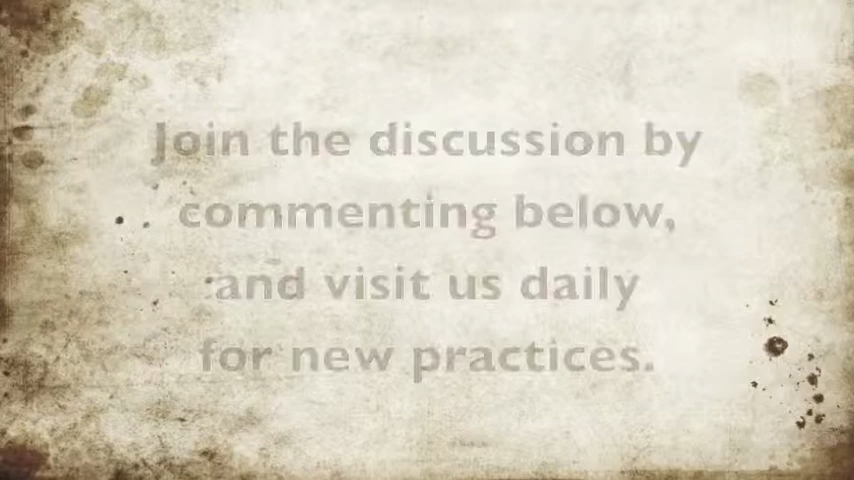 Join the discussion by
commenting below,
and visit us daily
for new practices.